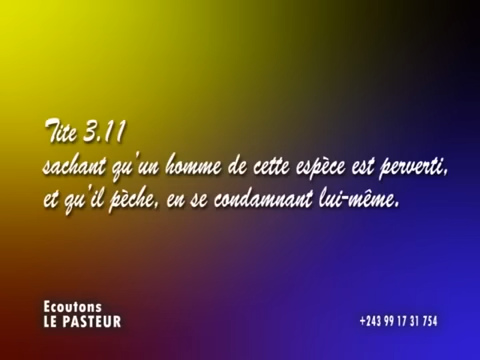 Tite 3.11
sachant qu'un homme de cette espèce est perverti,
et qu'il pèche, en se condamnant lui-même.
Ecoutons
LE PASTEUR
+243 99 17 31 754